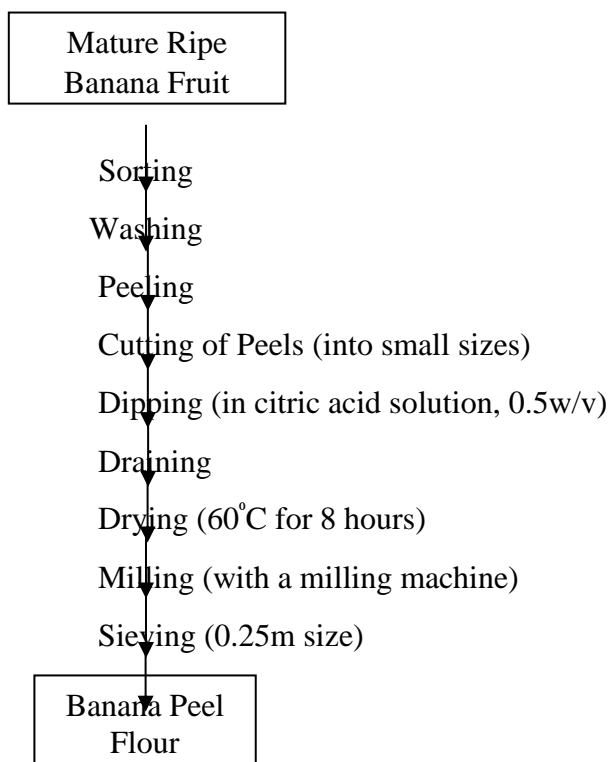 Mature Ripe
Banana Fruit
Sorting
Washing
Peeling
Cutting of Peels (into small sizes)
Dipping (in citric acid solution, 0.5w/v)
Draining
Drying (60°C for 8 hours)
Milling (with a milling machine)
Sieving (0.25m size)
Banana Peel
Flour